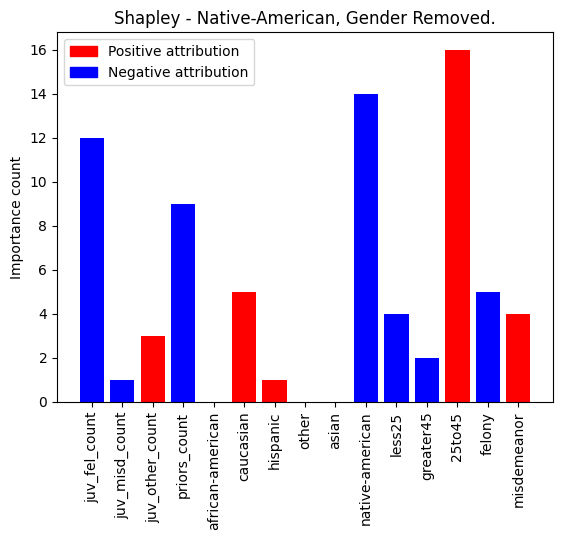 Shapley - Native-American, Gender Removed.
Positive attribution
Negative attribution
Importance count
16
14
12
10
8
6
4
2
0
juv_fel_count
juv_misd_count
juv_other_count
priors_count
african-american
caucasian
hispanic
other
asian
native-american
less25
greater45
25to45
felony
misdemeanor